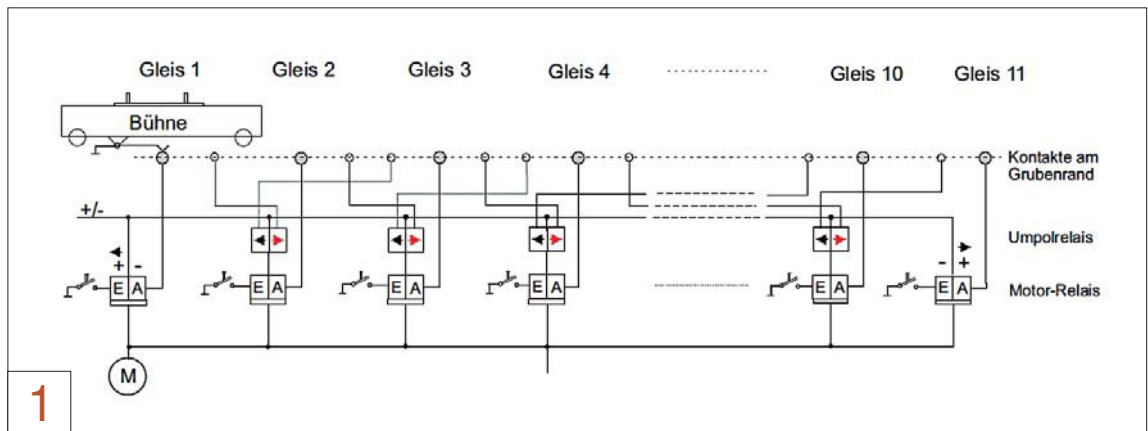 Gleis 1 Gleis 2 Gleis 3 Gleis 4 Gleis 10 Gleis 11
Bühne
Kontakte am
Grubenrand
+/-
Umpolrelais
+ - - +
E A E A E A E A E A E A
Motor-Relais
M
1